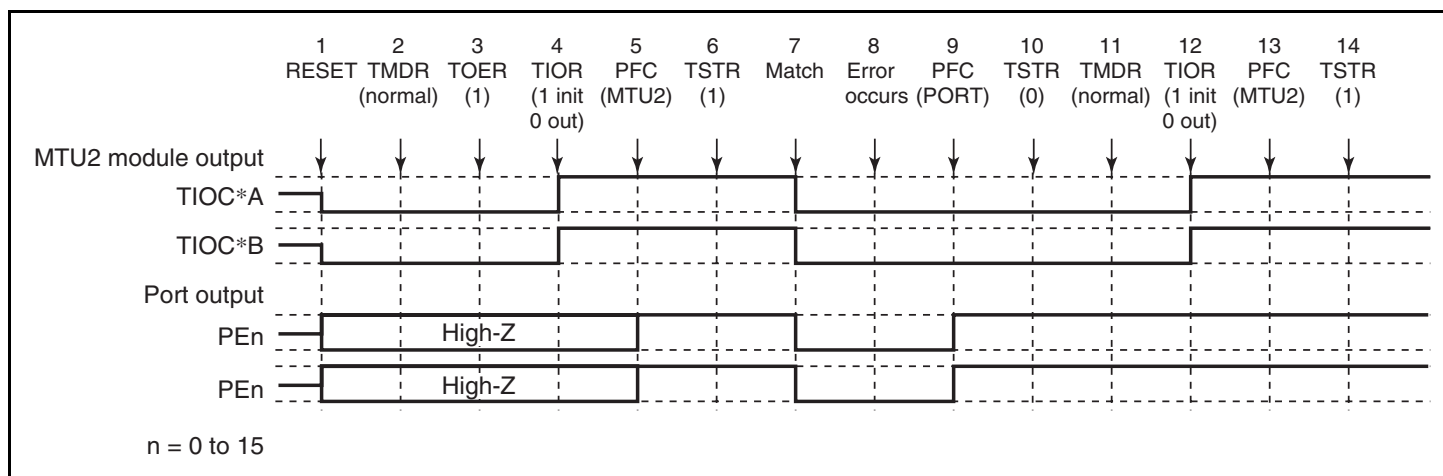 1 2 3 4 5 6 7 8 9 10 11 12 13 14
RESET TMDR TOER TIOR PFC TSTR Match Error PFC TSTR TMDR TIOR PFC TSTR
(normal) (1) (1 init (MTU2) (1) occurs (PORT) (0) (normal) (1 init (MTU2) (1)
0 out) 0 out)
MTU2 module output
TIOC*A
TIOC*B
Port output
PEn High-Z
PEn High-Z
n = 0 to 15